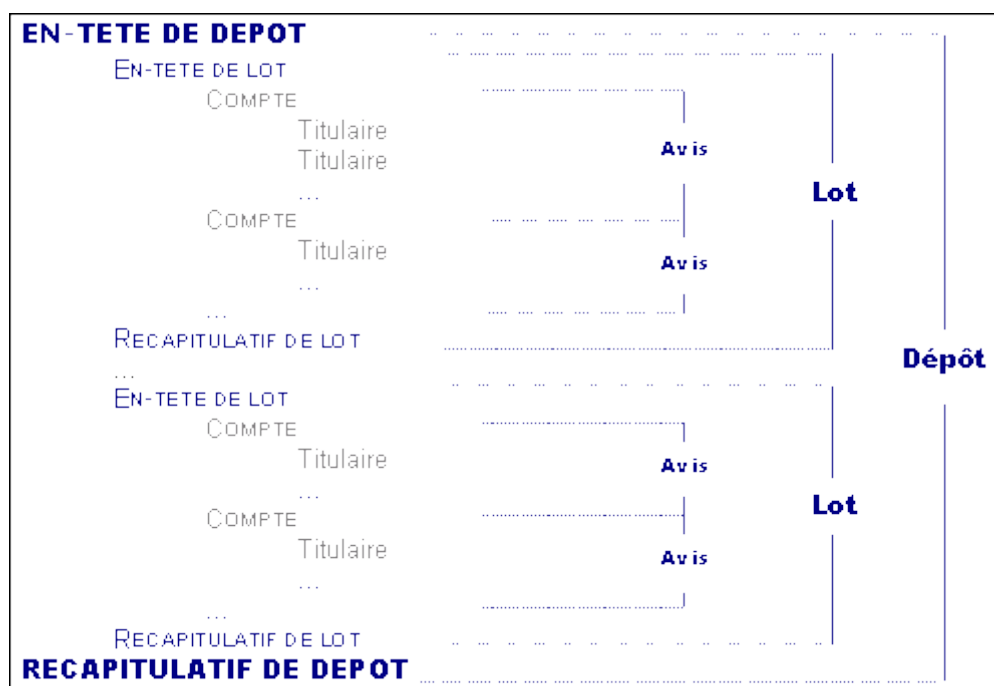 EN-TETE DE DEPOT
EN-TETE DE LOT
COMPTE
Titulaire
Titulaire
Avis
...
Lot
COMPTE
Titulaire
Avis
...
...
RECAPITULATIF DE LOT
Dépôt
...
EN-TETE DE LOT
COMPTE
Titulaire
Avis
...
Lot
COMPTE
Titulaire
Avis
...
...
RECAPITULATIF DE LOT
RECAPITULATIF DE DEPOT